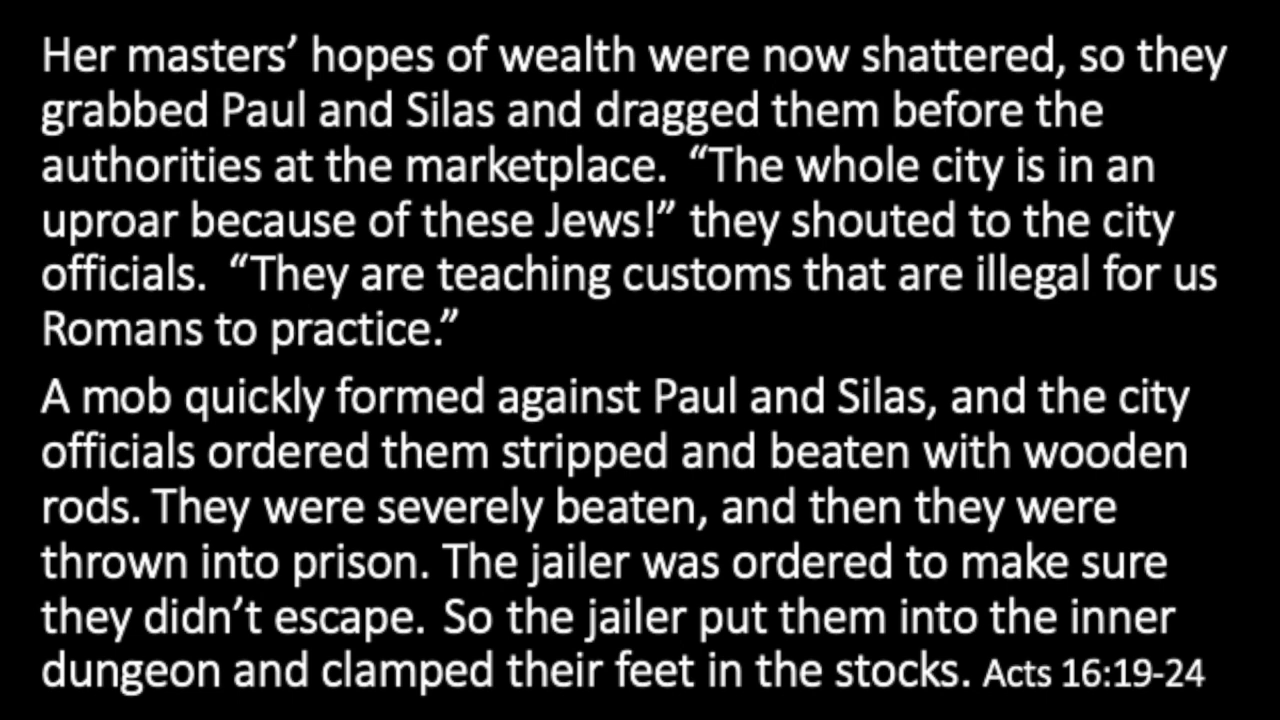 Her masters’ hopes of wealth were now shattered, so they
grabbed Paul and Silas and dragged them before the
authorities at the marketplace.  “The whole city is in an
uproar because of these Jews!” they shouted to the city
officials.  “They are teaching customs that are illegal for us
Romans to practice.”
A mob quickly formed against Paul and Silas, and the city
officials ordered them stripped and beaten with wooden
rods. They were severely beaten, and then they were
thrown into prison. The jailer was ordered to make sure
they didn’t escape.  So the jailer put them into the inner
dungeon and clamped their feet in the stocks. Acts 16:19-24